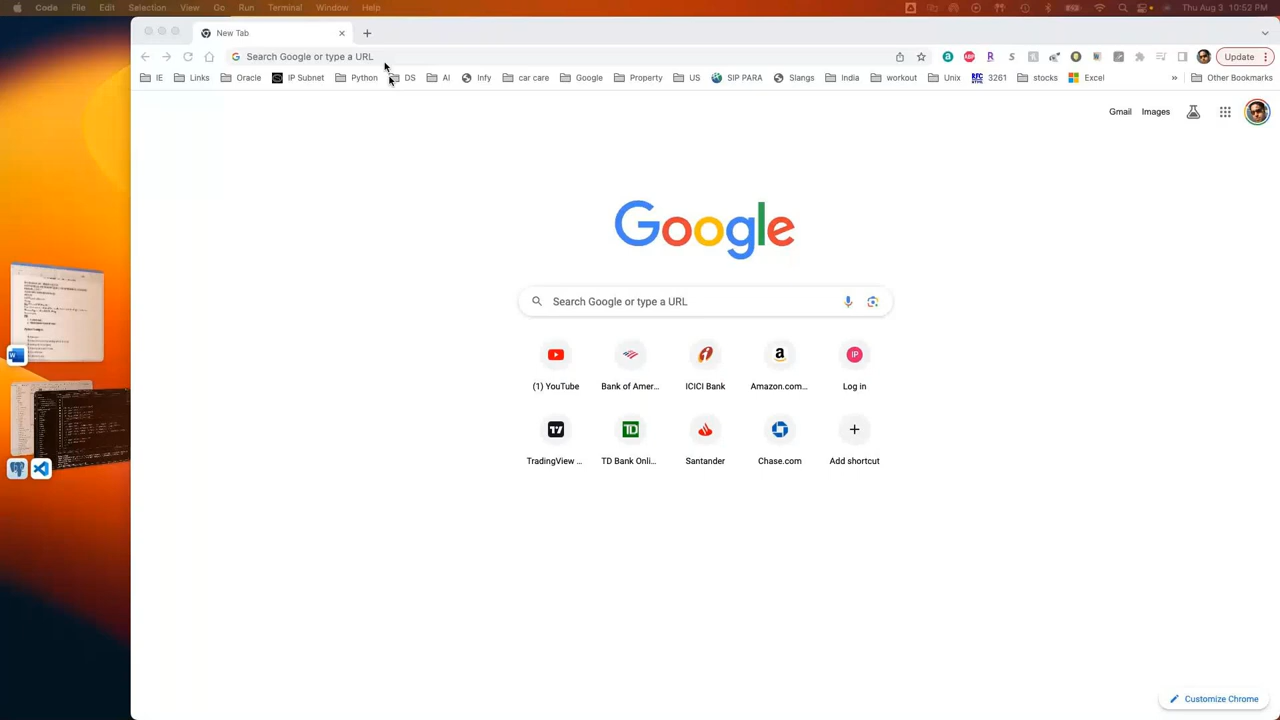 Code File Edit Selection View Go Run Terminal Window Help Thu Aug 3 10:52 PM
New Tab
Search Google or type a URL Update
IE Links Oracle IP Subnet Python DS AI Infy car care Google Property US SIP PARA Slangs India workout Unix RFC 3261 stocks Excel » Other Bookmarks
Gmail Images
Google
Search Google or type a URL
(1) YouTube Bank of Amer... ICICI Bank Amazon.com... Log in
TradingView ... TD Bank Onli... Santander Chase.com Add shortcut
Customize Chrome